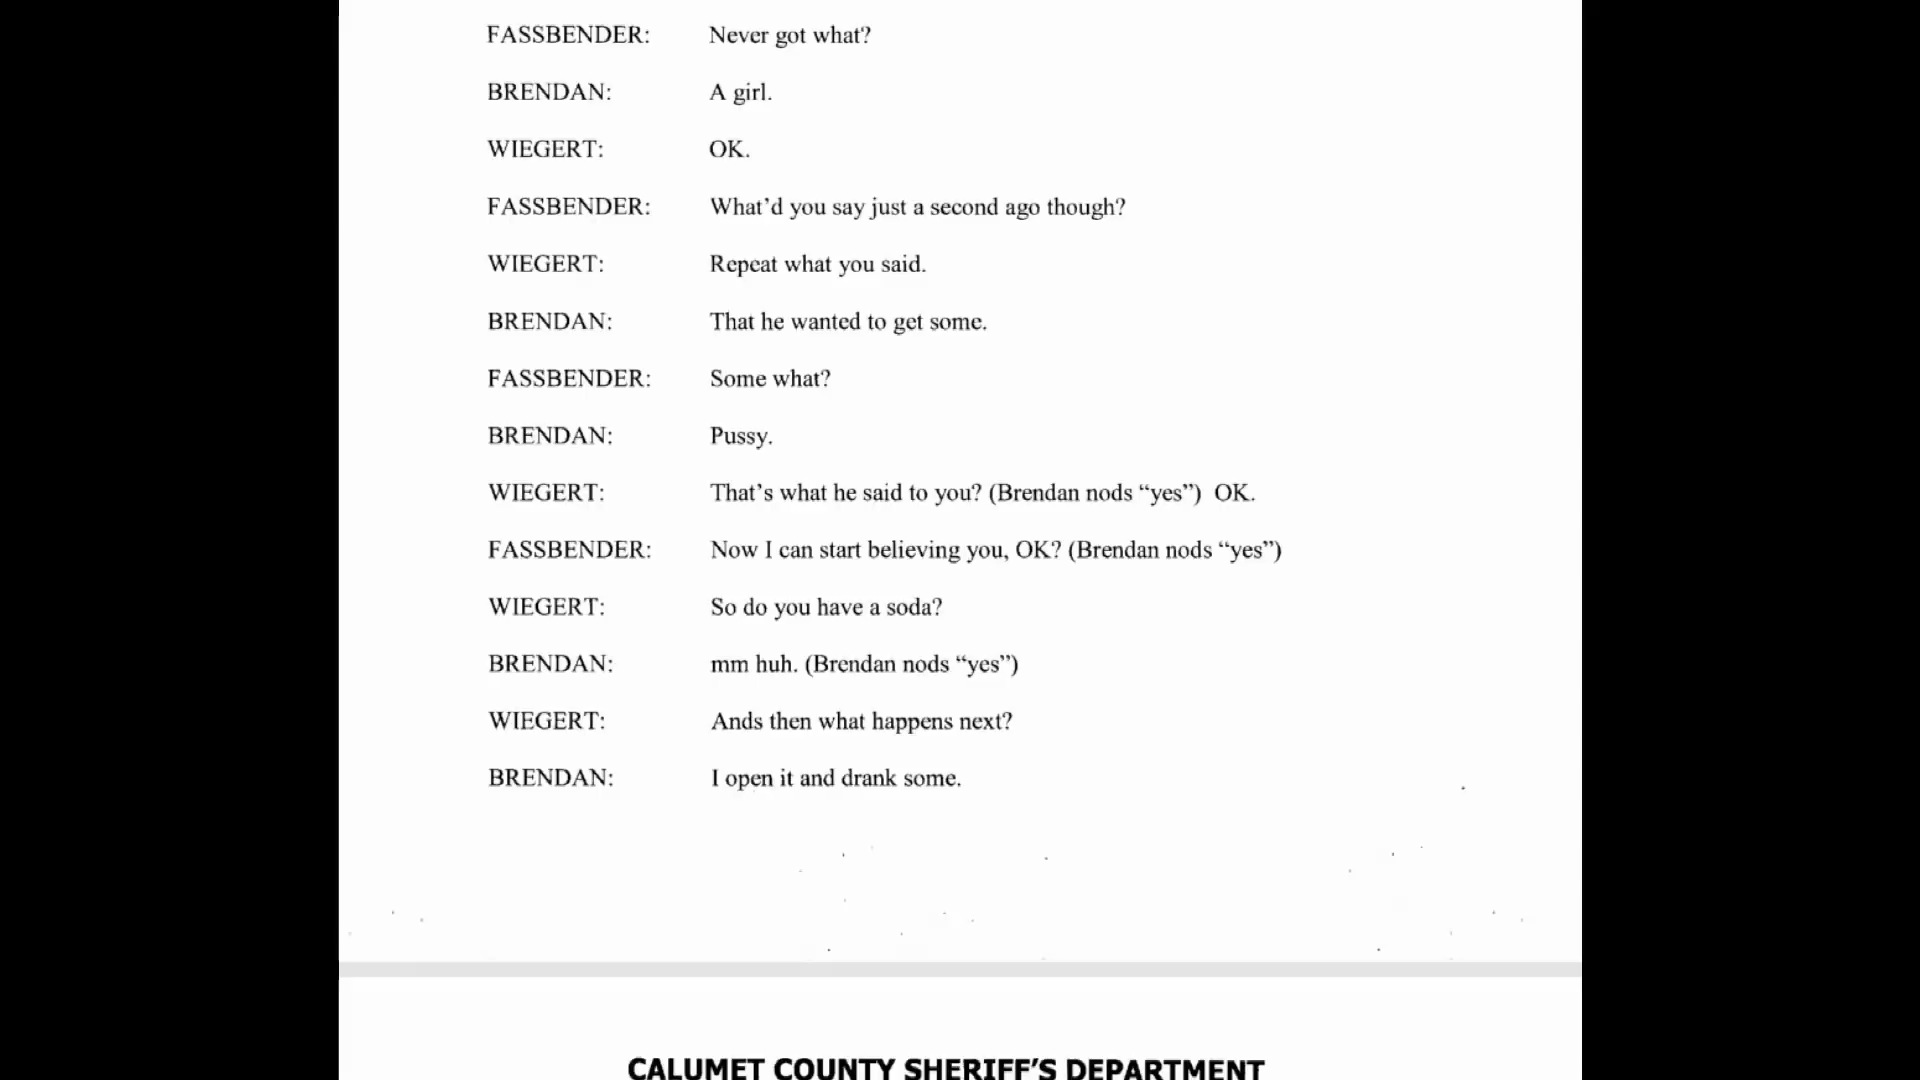 FASSBENDER: Never got what?
BRENDAN: A girl.
WIEGERT: OK.
FASSBENDER: What'd you say just a second ago though?
WIEGERT: Repeat what you said.
BRENDAN: That he wanted to get some.
FASSBENDER: Some what?
BRENDAN: Pussy.
WIEGERT: That's what he said to you? (Brendan nods “yes”) OK.
FASSBENDER: Now I can start believing you, OK? (Brendan nods “yes”)
WIEGERT: So do you have a soda?
BRENDAN: mm huh. (Brendan nods “yes”)
WIEGERT: Ands then what happens next?
BRENDAN: I open it and drank some.
CALUMET COUNTY SHERIFF'S DEPARTMENT